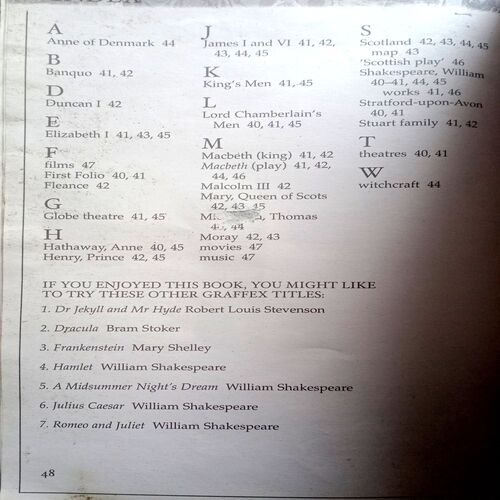 INDEX
A
Anne of Denmark 44
B
Banquo 41, 42
D
Duncan I 42
E
Elizabeth I 41, 43, 45
F
films 47
First Folio 40, 41
Fleance 42
G
Globe theatre 41, 45
H
Hathaway, Anne 40, 45
Henry, Prince 42, 45
J
James I and VI 41, 42,
43, 44, 45
K
King's Men 41, 45
L
Lord Chamberlain's
Men 40, 41, 45
M
Macbeth (king) 41, 42
Macbeth (play) 41, 42,
44, 46
Malcolm III 42
Mary, Queen of Scots
42, 43, 45
Thomas
44
Moray 42, 43
movies 47
music 47
S
Scotland 42, 43, 44, 45
map 43
'Scottish play' 46
Shakespeare, William
40-41, 44, 45
works 41, 46
Stratford-upon-Avon
40, 41
Stuart family 41, 42
T
theatres 40, 41
W
witchcraft 44
IF YOU ENJOYED THIS BOOK, YOU MIGHT LIKE
TO TRY THESE OTHER GRAFFEX TITLES:
1. Dr Jekyll and Mr Hyde Robert Louis Stevenson
2. Dracula Bram Stoker
3. Frankenstein Mary Shelley
4. Hamlet William Shakespeare
5. A Midsummer Night's Dream William Shakespeare
6. Julius Caesar William Shakespeare
7. Romeo and Juliet William Shakespeare
48